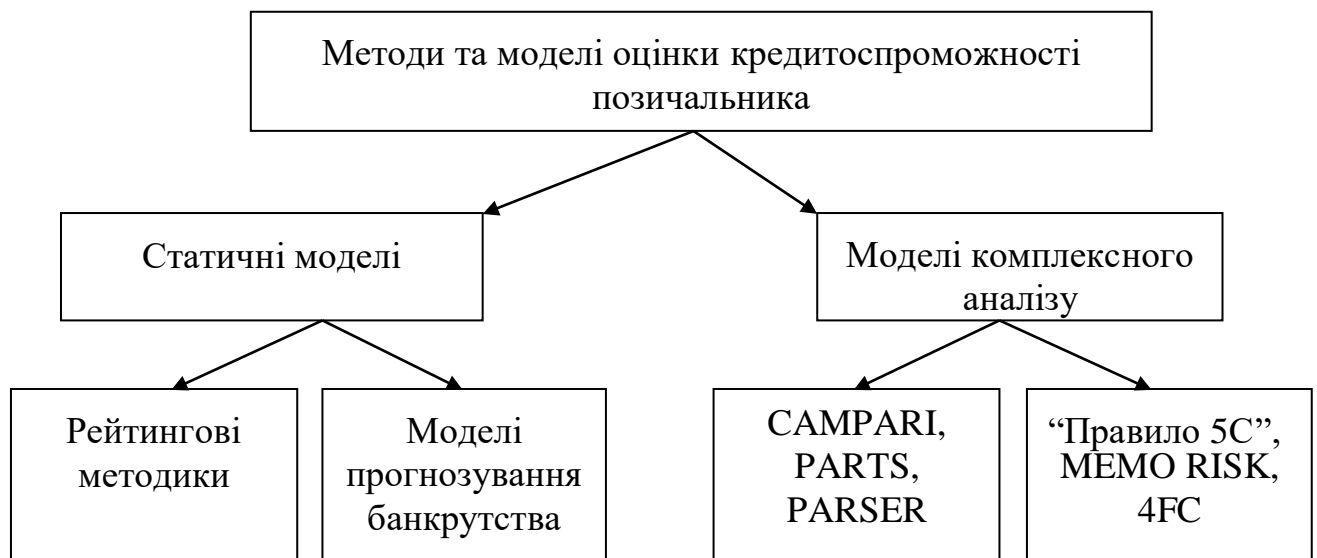 Методи та моделі оцінки кредитоспроможності
позичальника
Статичні моделі
Моделі комплексного
аналізу
Рейтингові
методики
Моделі
прогнозування
банкрутства
CAMPARI,
PARTS,
PARSER
“Правило 5С”,
MEMO RISK,
4FC